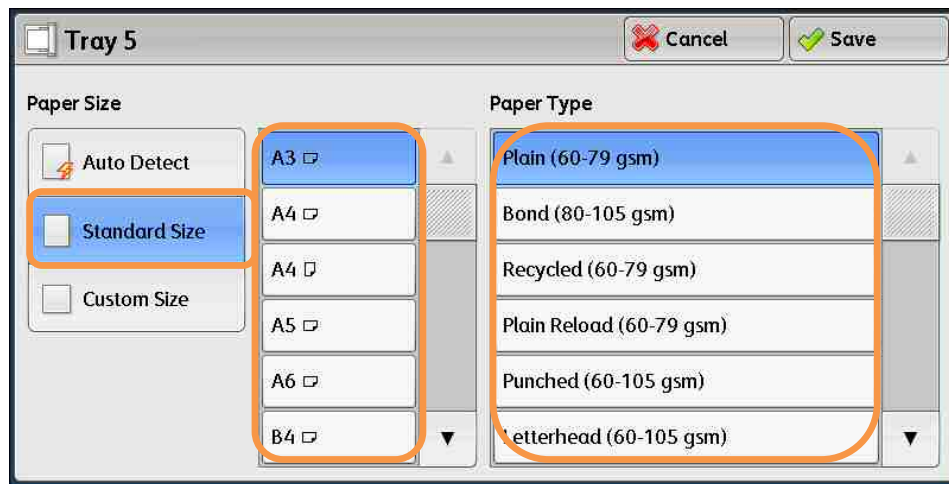 Tray 5
Cancel
Save
Paper Size
Paper Type
Auto Detect
Standard Size
Custom Size
A3
A4
A4
A5
A6
B4
Plain (60-79 gsm)
Bond (80-105 gsm)
Recycled (60-79 gsm)
Plain Reload (60-79 gsm)
Punched (60-105 gsm)
Letterhead (60-105 gsm)